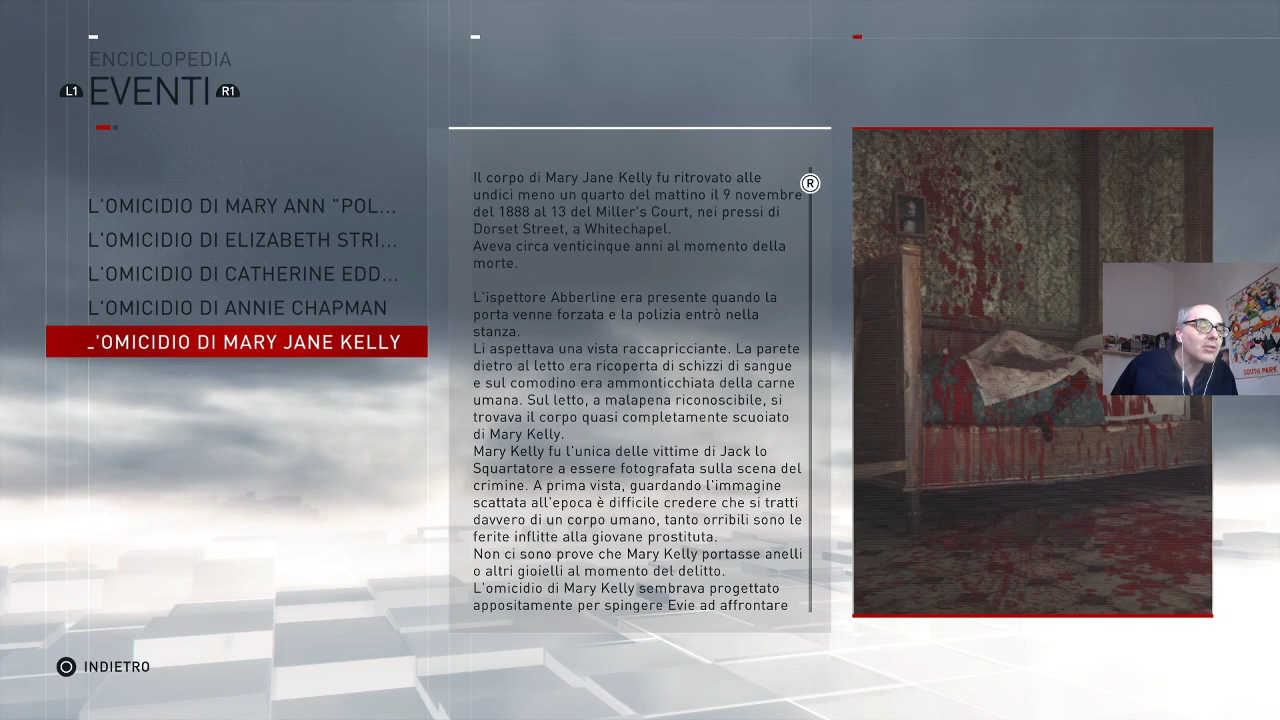 ENCICLOPEDIA
L1 EVENTI R1
L'OMICIDIO DI MARY ANN "POL...
L'OMICIDIO DI ELIZABETH STRI...
L'OMICIDIO DI CATHERINE EDD...
L'OMICIDIO DI ANNIE CHAPMAN
_'OMICIDIO DI MARY JANE KELLY
Il corpo di Mary Jane Kelly fu ritrovato alle
undici meno un quarto del mattino il 9 novembre
del 1888 al 13 del Miller's Court, nei pressi di
Dorset Street, a Whitechapel.
Aveva circa venticinque anni al momento della
morte.
L'ispettore Abberline era presente quando la
porta venne forzata e la polizia entrò nella
stanza.
Li aspettava una vista raccapricciante. La parete
dietro al letto era ricoperta di schizzi di sangue
e sul comodino era ammonticchiata della carne
umana. Sul letto, a malapena riconoscibile, si
trovava il corpo quasi completamente scuoiato
di Mary Kelly.
Mary Kelly fu l'unica delle vittime di Jack lo
Squartatore a essere fotografata sulla scena del
crimine. A prima vista, guardando l'immagine
scattata all'epoca è difficile credere che si tratti
davvero di un corpo umano, tanto orribili sono le
ferite inflitte alla giovane prostituta.
Non ci sono prove che Mary Kelly portasse anelli
o altri gioielli al momento del delitto.
L'omicidio di Mary Kelly sembrava progettato
appositamente per spingere Evie ad affrontare
R
SOUTH PARK
INDIETRO